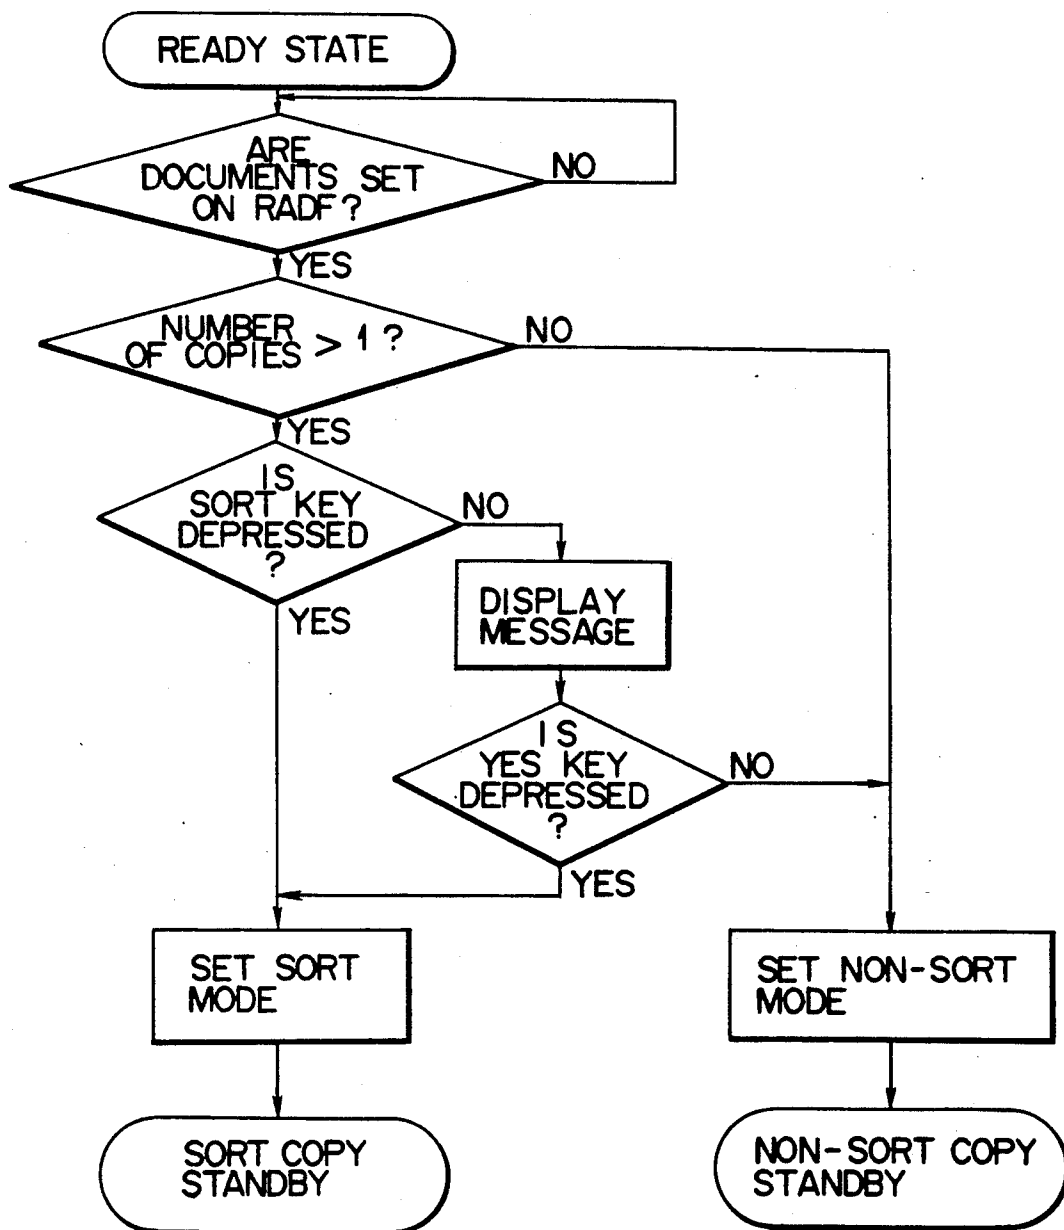 READY STATE
ARE
DOCUMENTS SET
ON RADF?
NO
YES
NUMBER
OF COPIES > 1 ?
NO
YES
IS
SORT KEY
DEPRESSED
?
NO
YES
DISPLAY
MESSAGE
IS
YES KEY
DEPRESSED
?
NO
YES
SET SORT
MODE
SET NON-SORT
MODE
SORT COPY
STANDBY
NON-SORT COPY
STANDBY